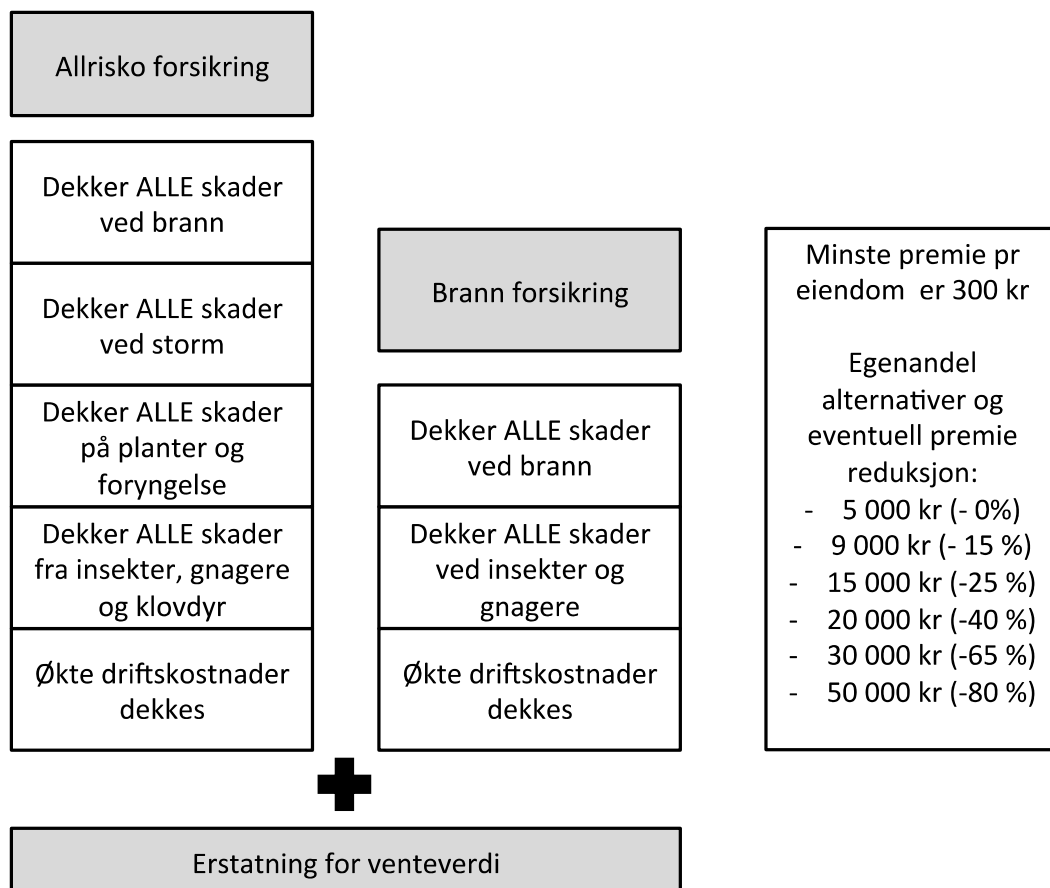 Allrisko forsikring
Dekker ALLE skader
ved brann
Dekker ALLE skader
ved storm
Dekker ALLE skader
på planter og
foryngelse
Dekker ALLE skader
fra insekter, gnagere
og klovdyr
Økte driftskostnader
dekkes
Brann forsikring
Dekker ALLE skader
ved brann
Dekker ALLE skader
ved insekter og
gnagere
Økte driftskostnader
dekkes
Minste premie pr
eiendom er 300 kr
Egenandel
alternativer og
eventuell premie
reduksjon:
- 5 000 kr (- 0%)
- 9 000 kr (- 15 %)
- 15 000 kr (-25 %)
- 20 000 kr (-40 %)
- 30 000 kr (-65 %)
- 50 000 kr (-80 %)
Erstatning for venteverdi